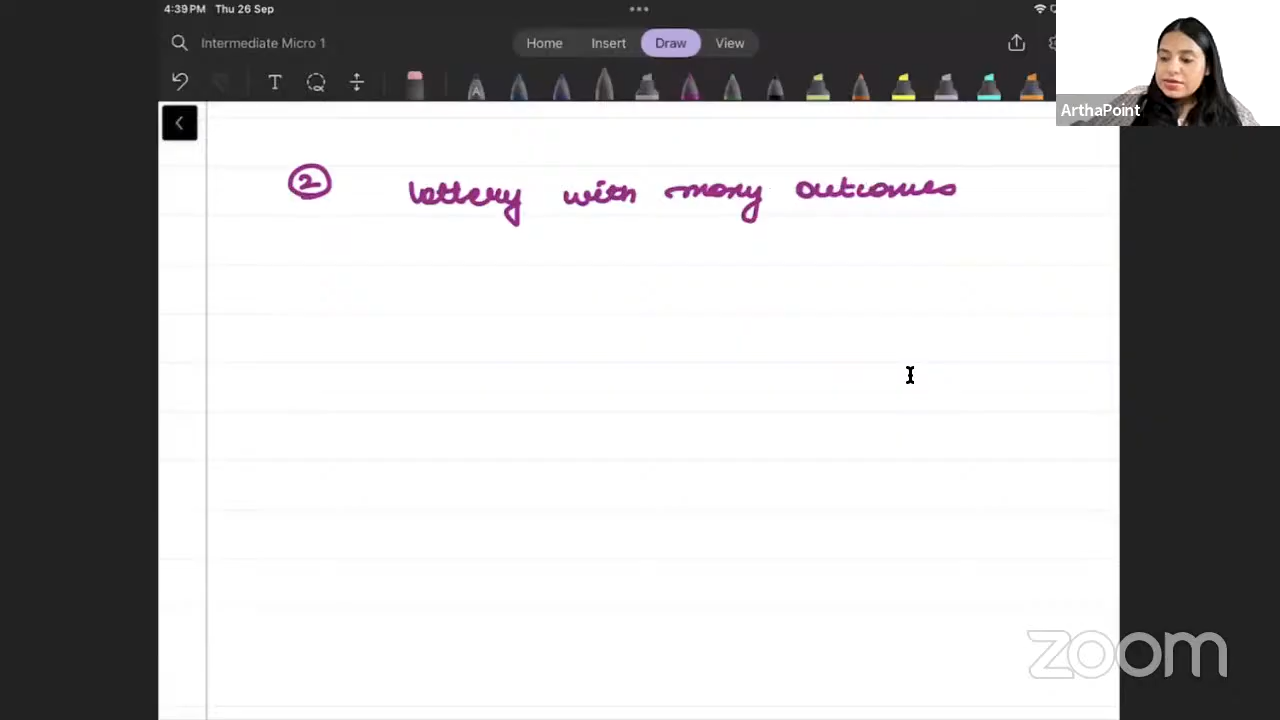 4:39 PM Thu 26 Sep
Intermediate Micro 1
Home Insert Draw View
T
A
ArthaPoint
② lottery with many outcomes
zoom